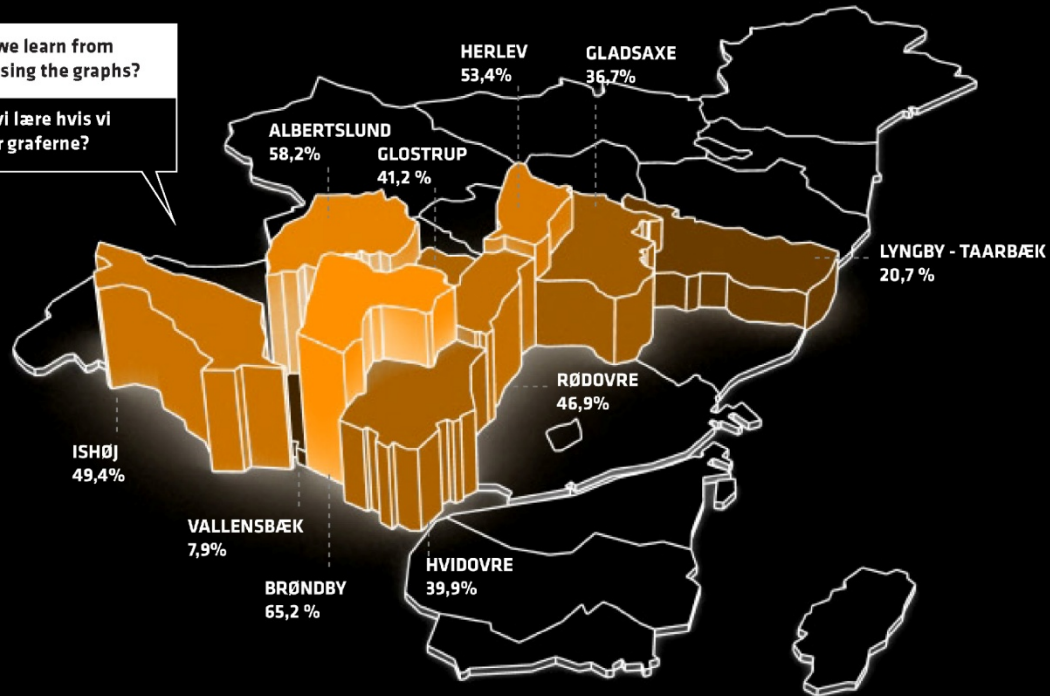 we learn from
sing the graphs?
vi lære hvis vi
r graferne?
HERLEV
53,4%
GLADSAXE
36,7%
ALBERTSLUND
58,2%
GLOSTRUP
41,2 %
LYNGBY - TAARBÆK
20,7 %
RØDOVRE
46,9%
ISHØJ
49,4%
VALLENSBÆK
7,9%
HVIDOVRE
39,9%
BRØNDBY
65,2 %